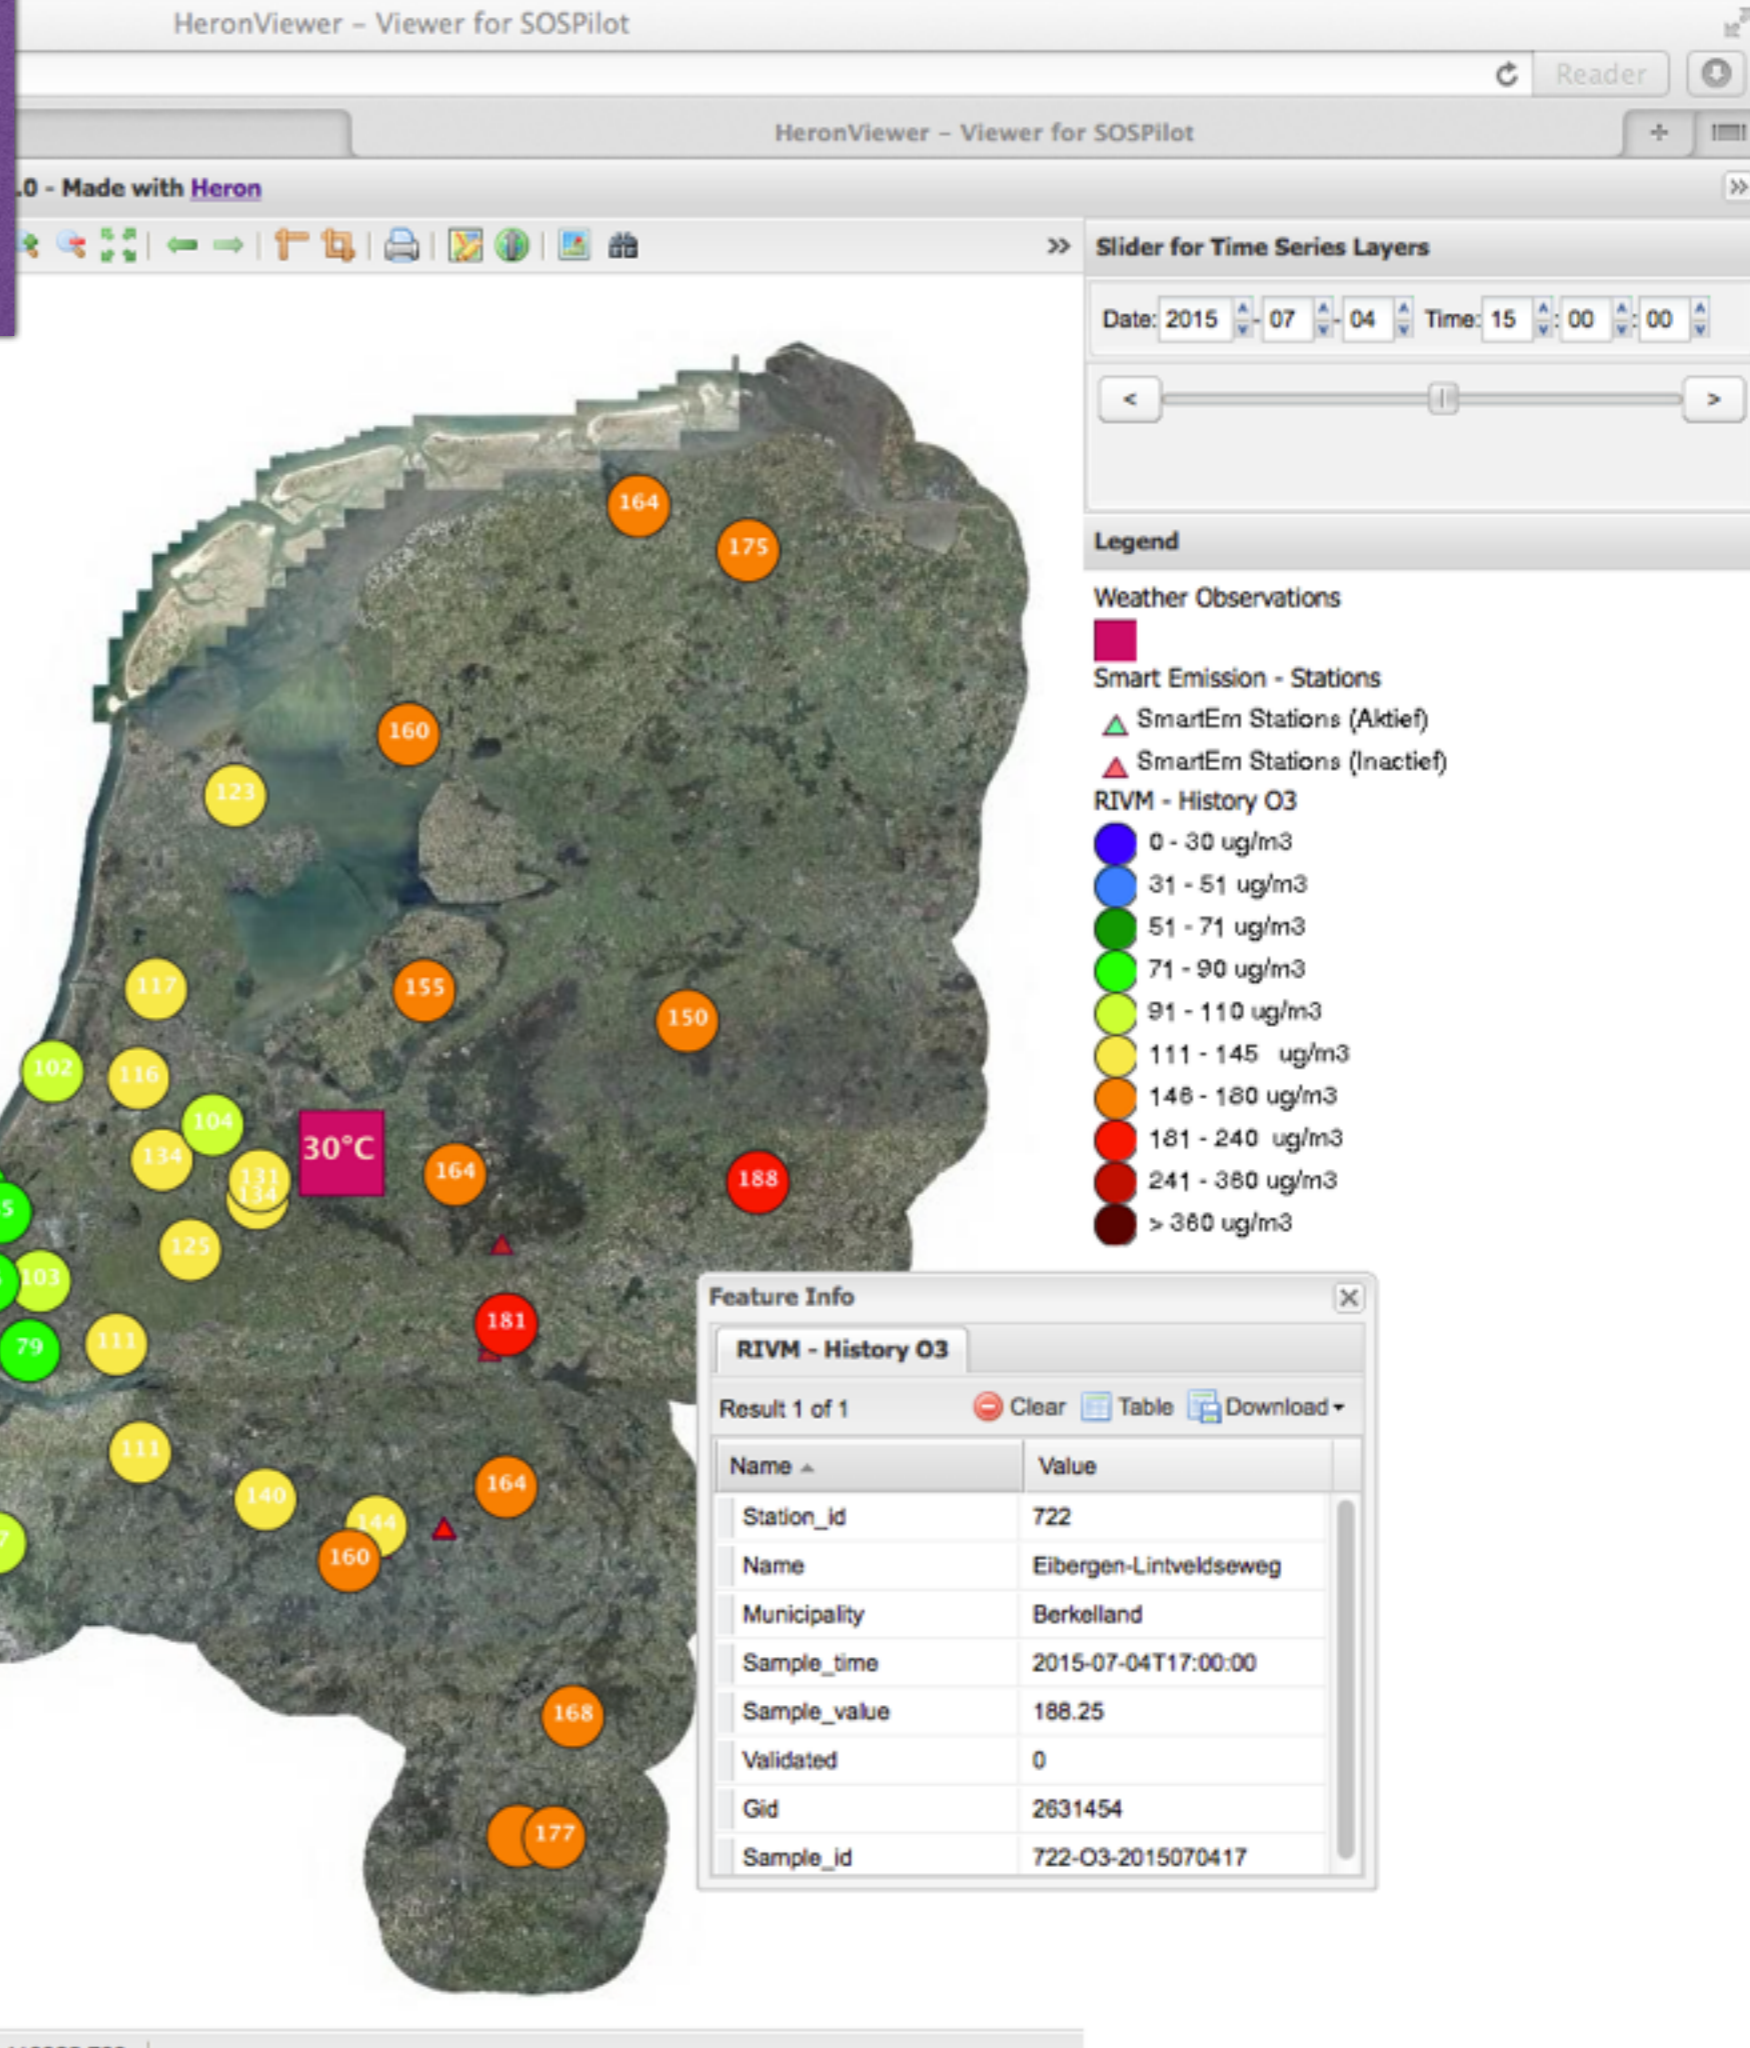 HeronViewer – Viewer for SOSPilot
Reader
HeronViewer – Viewer for SOSPilot
.0 - Made with Heron
Slider for Time Series Layers
Date: 2015 - 07 - 04 Time: 15 : 00 : 00
< >
Legend
Weather Observations
Smart Emission - Stations
SmartEm Stations (Aktief)
SmartEm Stations (Inactief)
RIVM - History O3
0 - 30 ug/m3
31 - 51 ug/m3
51 - 71 ug/m3
71 - 90 ug/m3
91 - 110 ug/m3
111 - 145 ug/m3
146 - 180 ug/m3
181 - 240 ug/m3
241 - 360 ug/m3
> 360 ug/m3
164
175
160
123
117
155
150
102
116
104
134
131
134
30°C
164
188
5
125
103
79
111
181
111
140
144
164
160
7
168
177
Feature Info
RIVM - History O3
Result 1 of 1 Clear Table Download
Name Value
Station_id 722
Name Eibergen-Lintveldseweg
Municipality Berkelland
Sample_time 2015-07-04T17:00:00
Sample_value 188.25
Validated 0
Gid 2631454
Sample_id 722-O3-2015070417